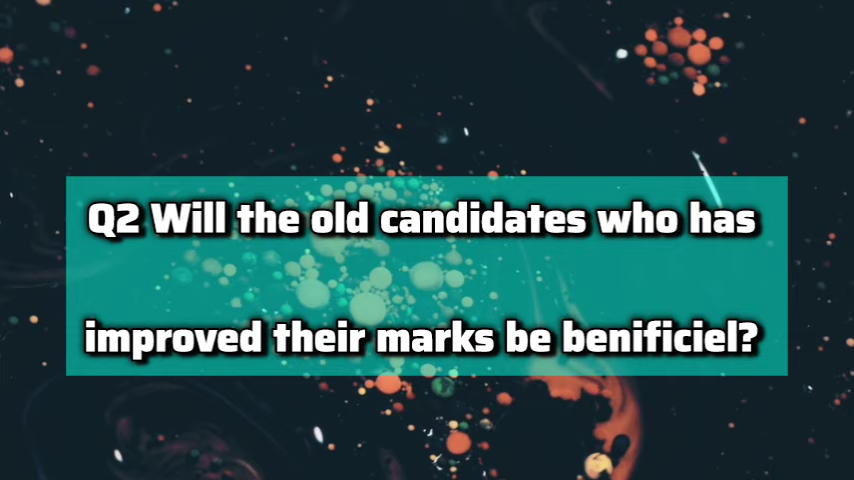 Q2 Will the old candidates who has
improved their marks be benificiel?